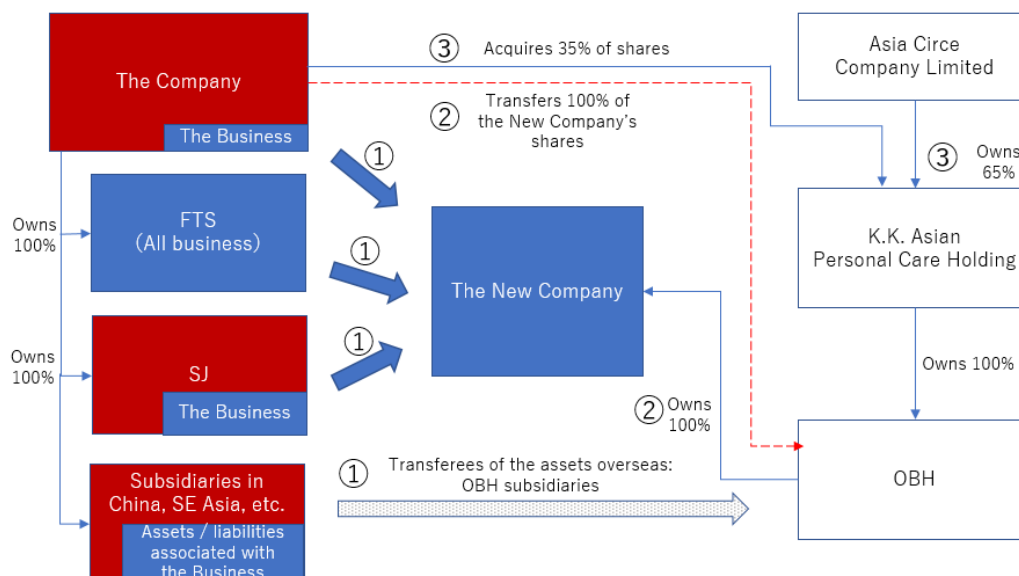 The Company
The Business
③
Acquires 35% of shares
②
Transfers 100% of
the New Company's
shares
Asia Circe
Company Limited
③
Owns
65%
①
Owns
100%
FTS
(All business)
①
The New Company
K.K. Asian
Personal Care Holding
①
Owns
100%
SJ
The Business
Owns 100%
②
Owns
100%
①
Transferees of the assets overseas:
OBH subsidiaries
OBH
Subsidiaries in
China, SE Asia, etc.
Assets / liabilities
associated with
the Business